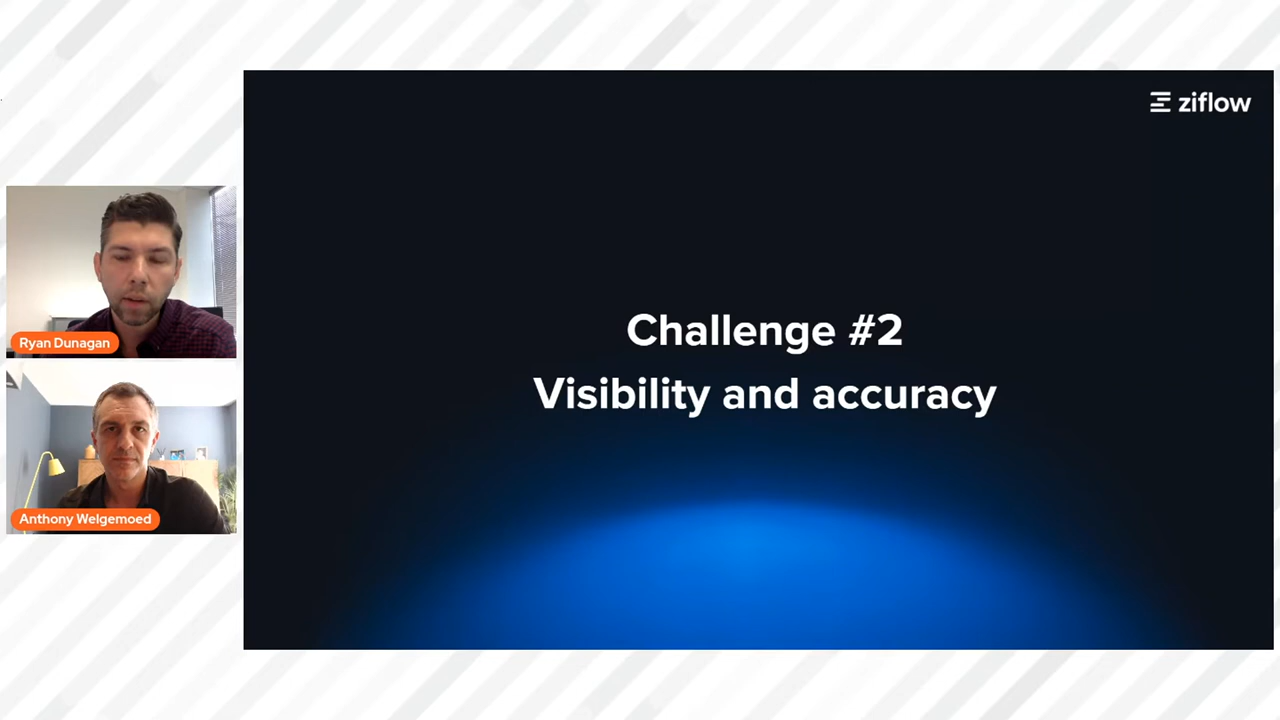 ziflow
Ryan Dunagan
Anthony Welgemoed
Challenge #2
Visibility and accuracy